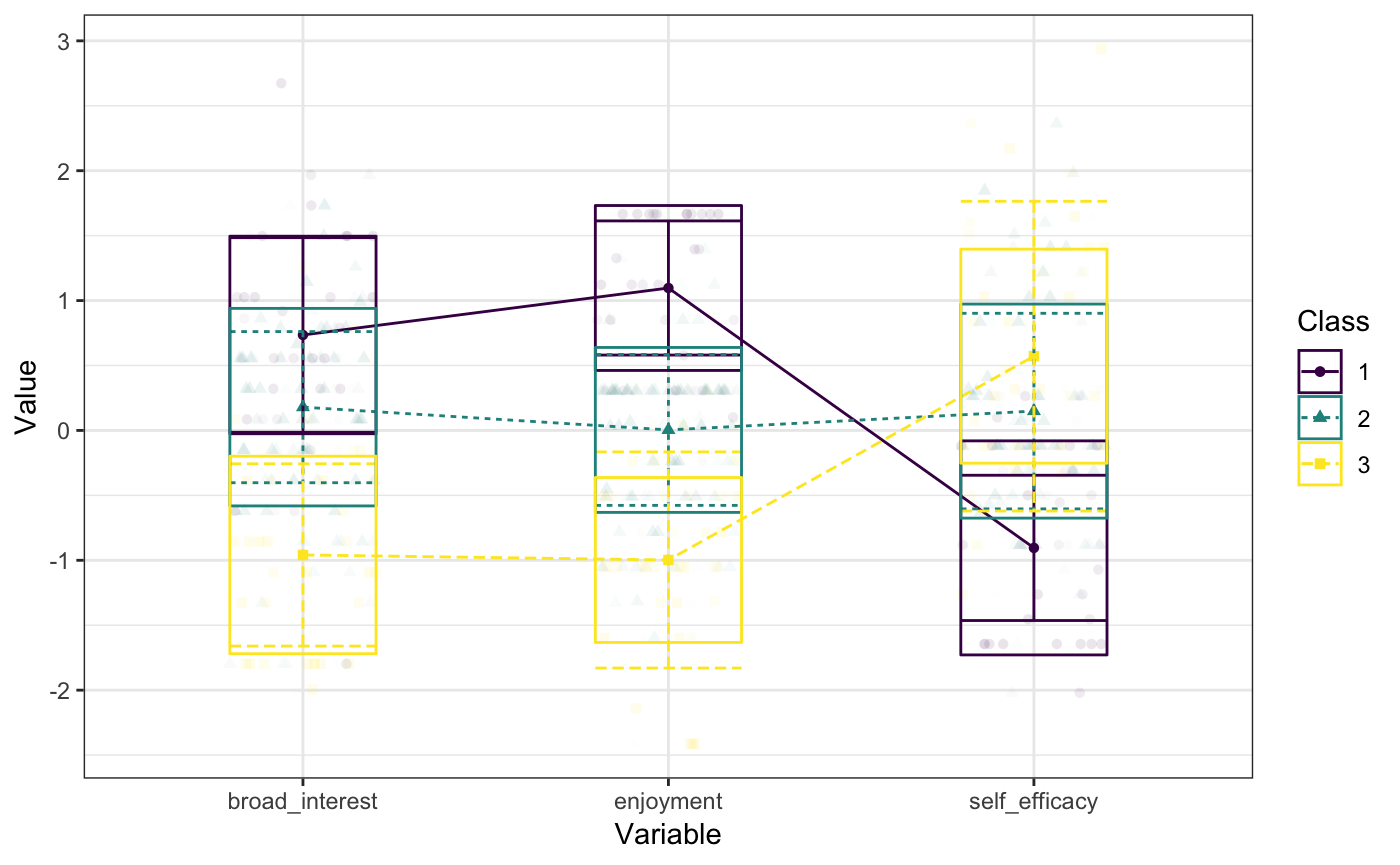 3
2
1
0
-1
-2
Value
broad_interest
enjoyment
self_efficacy
Variable
Class
1
2
3